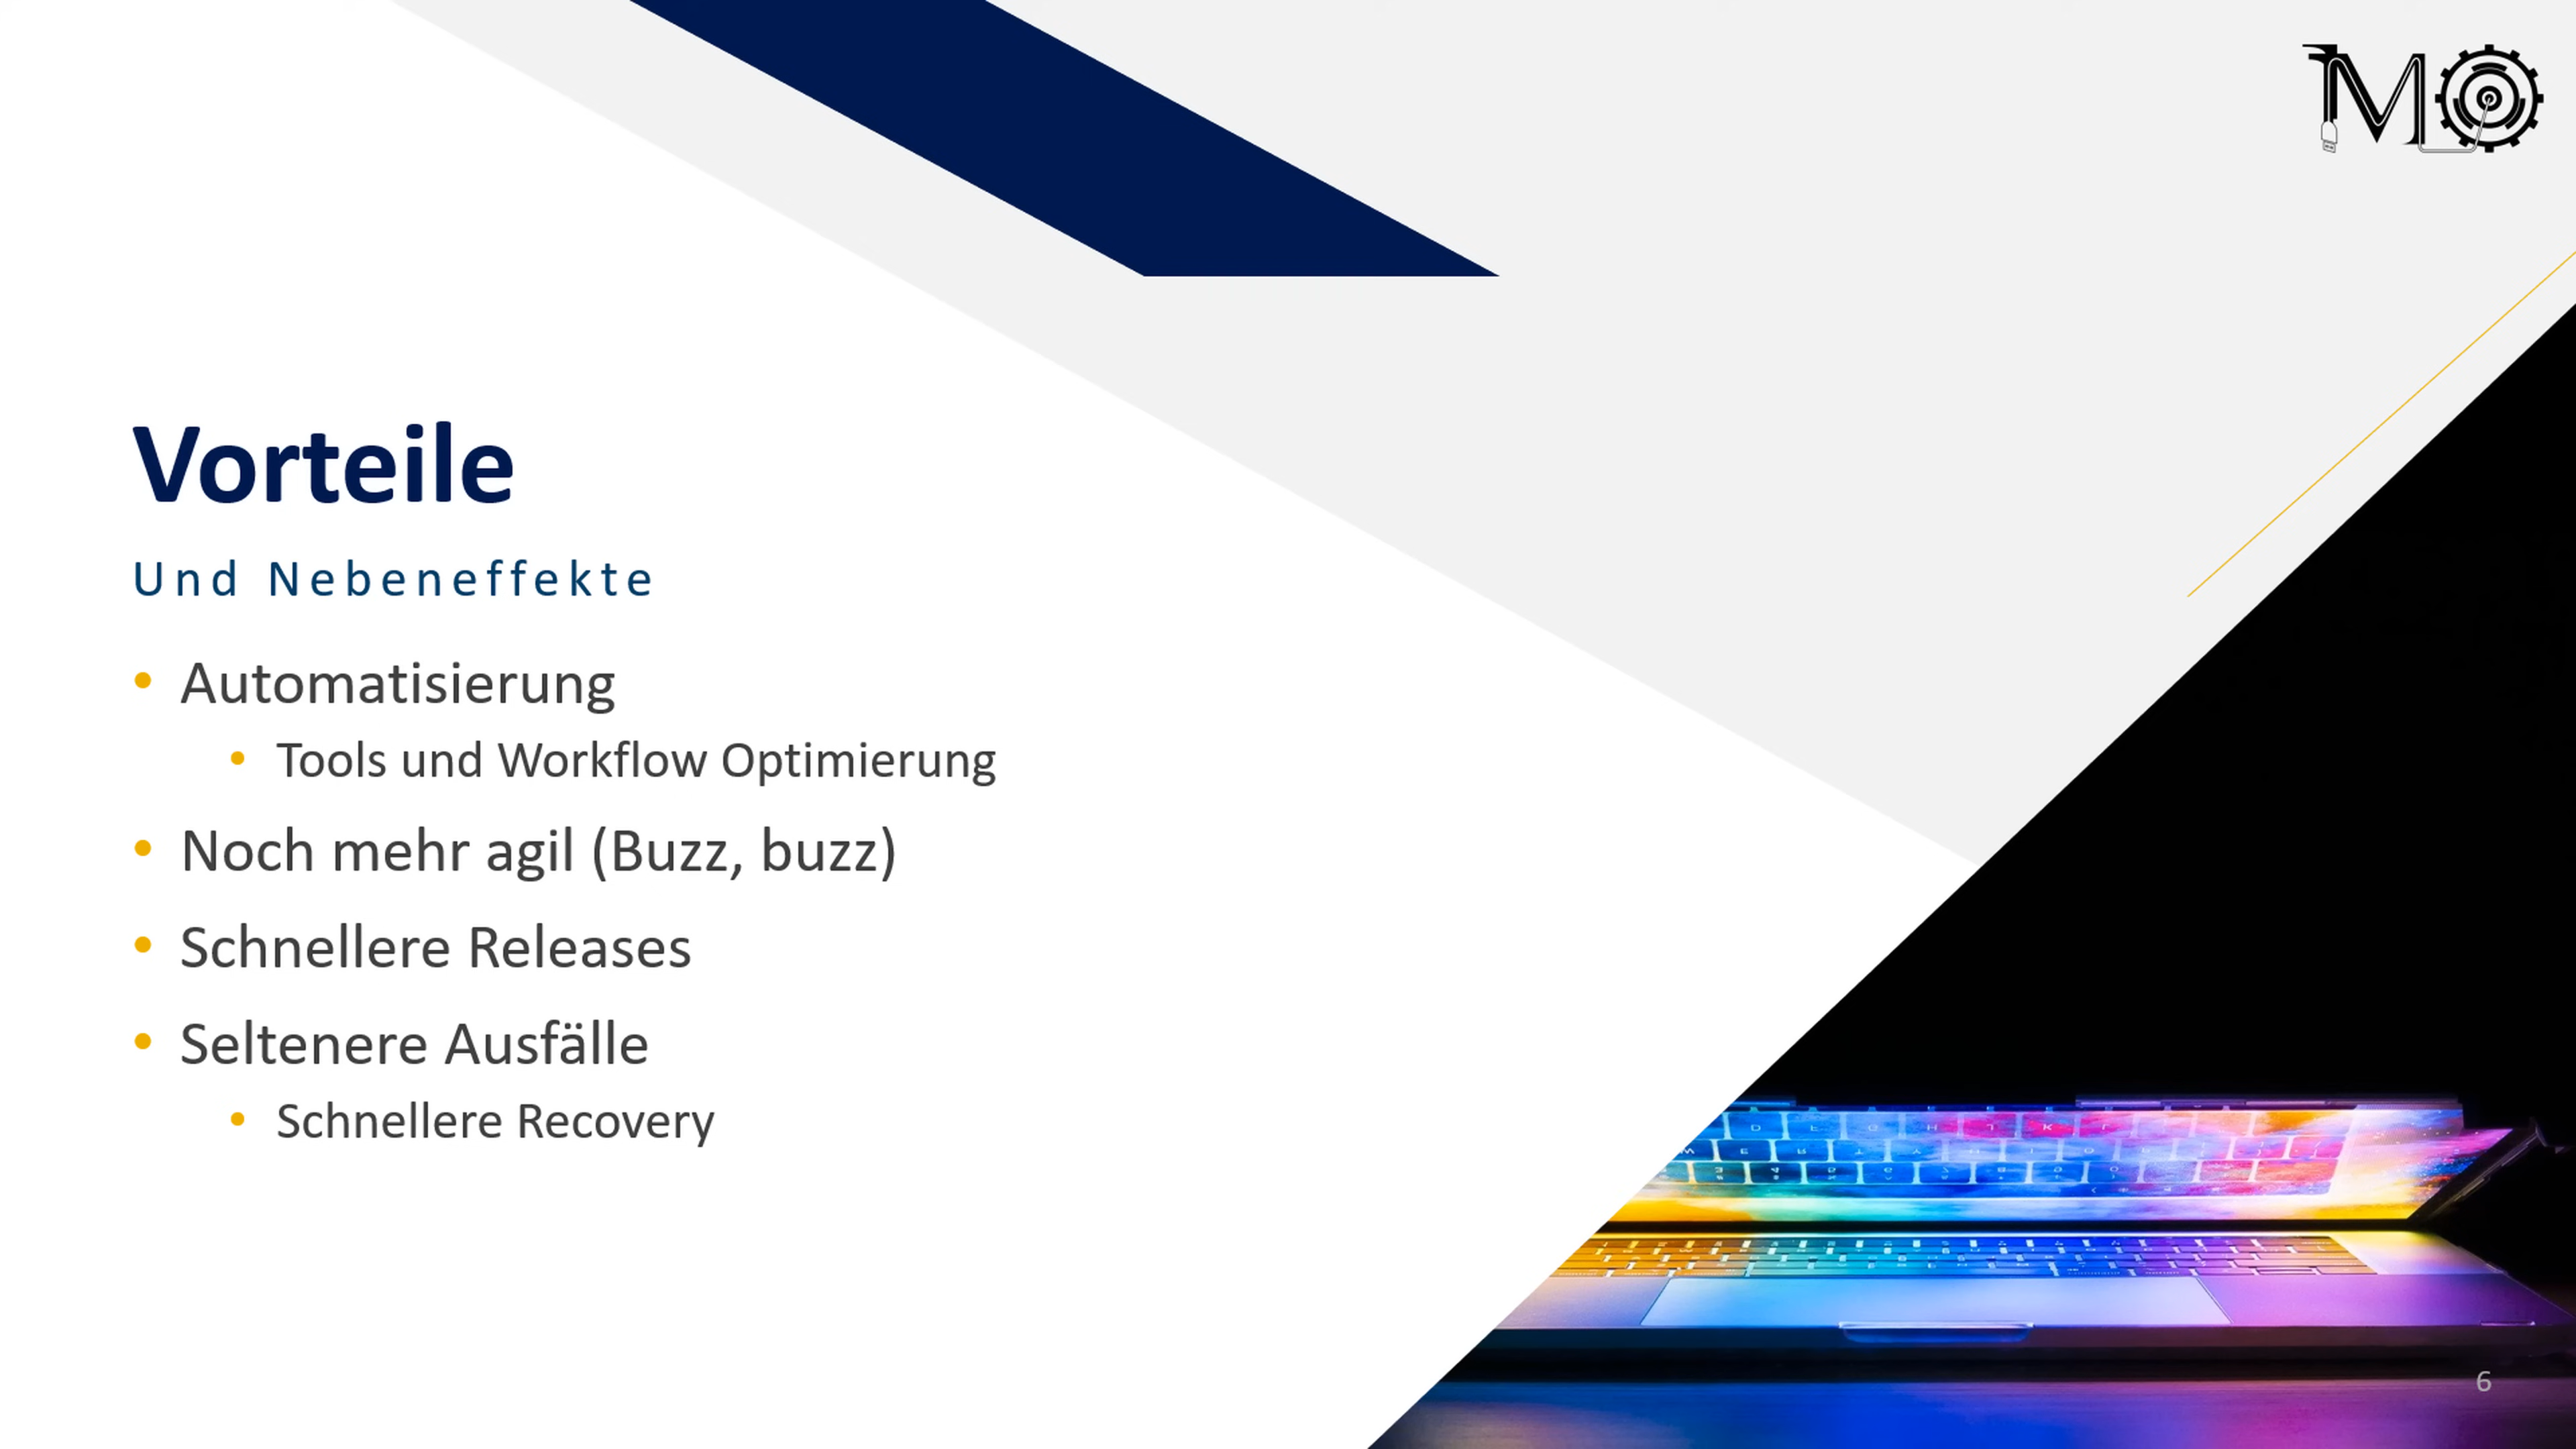 MO
Vorteile
Und Nebeneffekte
Automatisierung
Tools und Workflow Optimierung
Noch mehr agil (Buzz, buzz)
Schnellere Releases
Seltenere Ausfälle
Schnellere Recovery
6